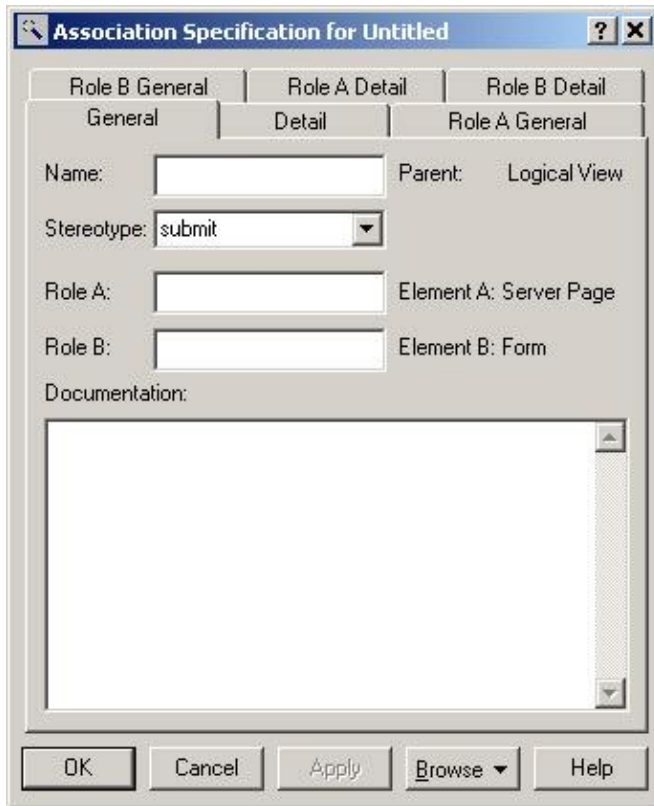 Association Specification for Untitled
Role B General Role A Detail Role B Detail
General Detail Role A General
Name: Parent: Logical View
Stereotype: submit
Role A: Element A: Server Page
Role B: Element B: Form
Documentation:
OK Cancel Apply Browse Help